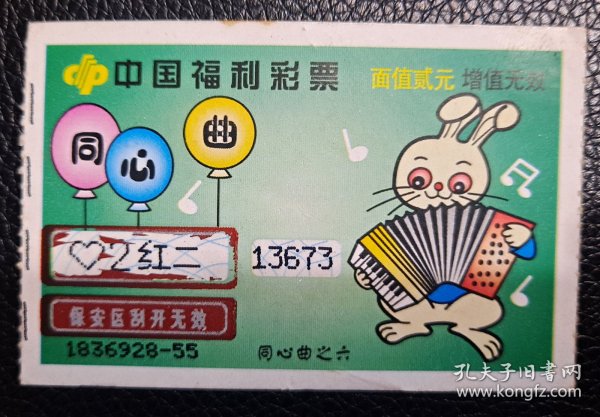 中国福利彩票 面值贰元 增值无效
同心曲
♡2红二 13673
保安区刮开无效
1836928-55 同心曲之六
孔夫子旧书网
www.kongfz.com